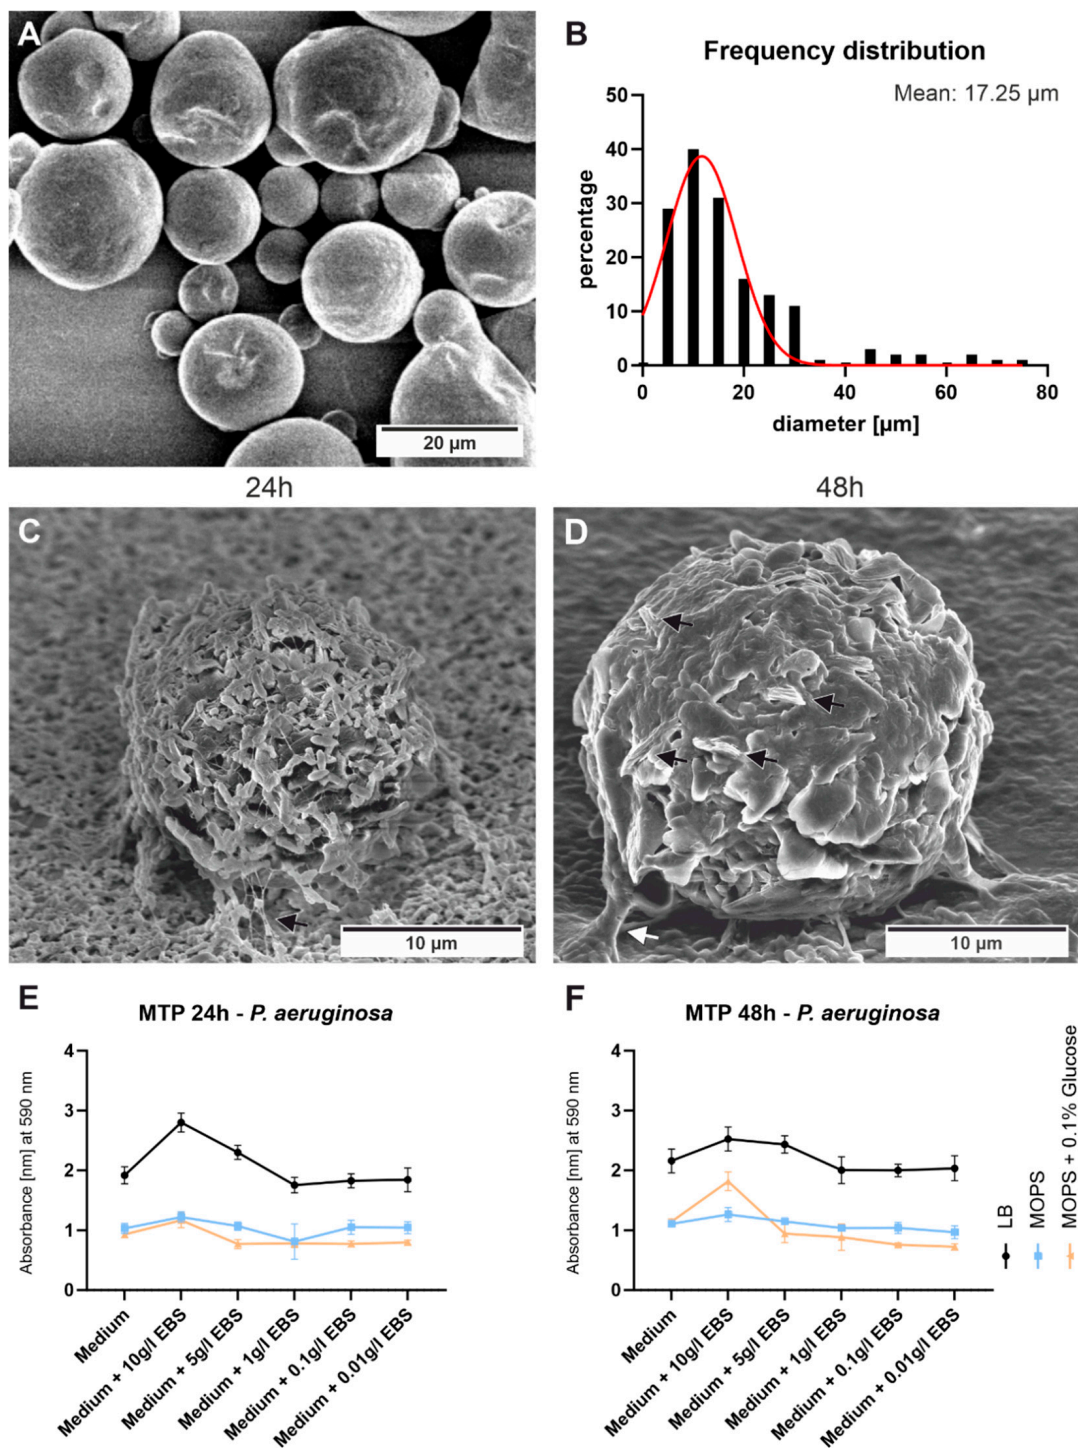 A
20 µm
B
Frequency distribution
Mean: 17.25 µm
percentage
50
40
30
20
10
0
0 20 40 60 80
diameter [µm]
24h
48h
C
10 µm
D
10 µm
E
MTP 24h - P. aeruginosa
Absorbance [nm] at 590 nm
4
3
2
1
0
Medium
Medium + 10g/l EBS
Medium + 5g/l EBS
Medium + 1g/l EBS
Medium + 0.1g/l EBS
Medium + 0.01g/l EBS
F
MTP 48h - P. aeruginosa
Absorbance [nm] at 590 nm
4
3
2
1
0
Medium
Medium + 10g/l EBS
Medium + 5g/l EBS
Medium + 1g/l EBS
Medium + 0.1g/l EBS
Medium + 0.01g/l EBS
LB
MOPS
MOPS + 0.1% Glucose